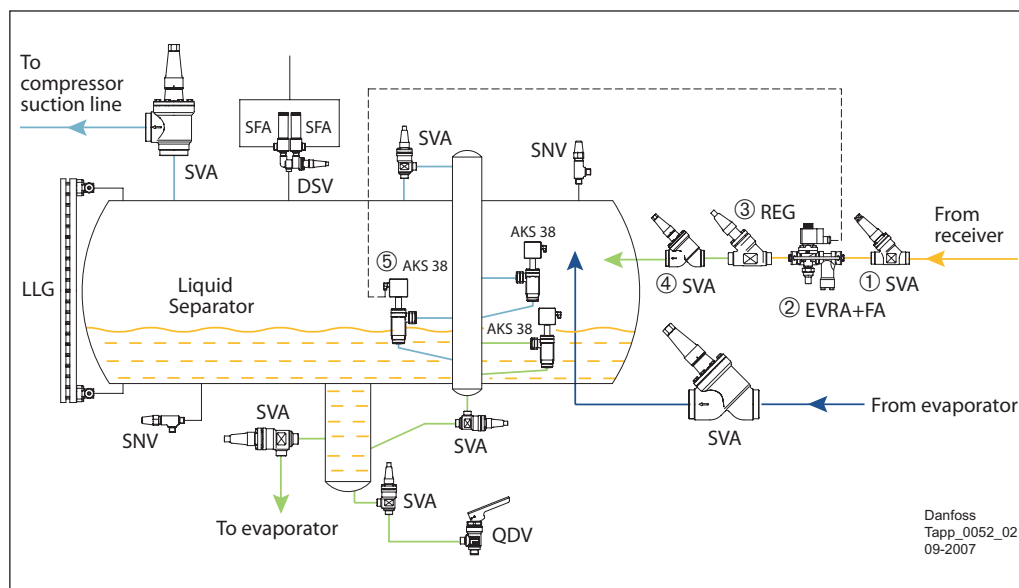 To
compressor
suction line
SVA
SFA SFA
DSV
SVA
SNV
③ REG
From
receiver
④ SVA
② EVRA+FA
① SVA
LLG
Liquid
Separator
⑤ AKS 38
AKS 38
AKS 38
From evaporator
SVA
SNV
SVA
SVA
To evaporator
SVA
QDV
Danfoss
Tapp_0052_02
09-2007